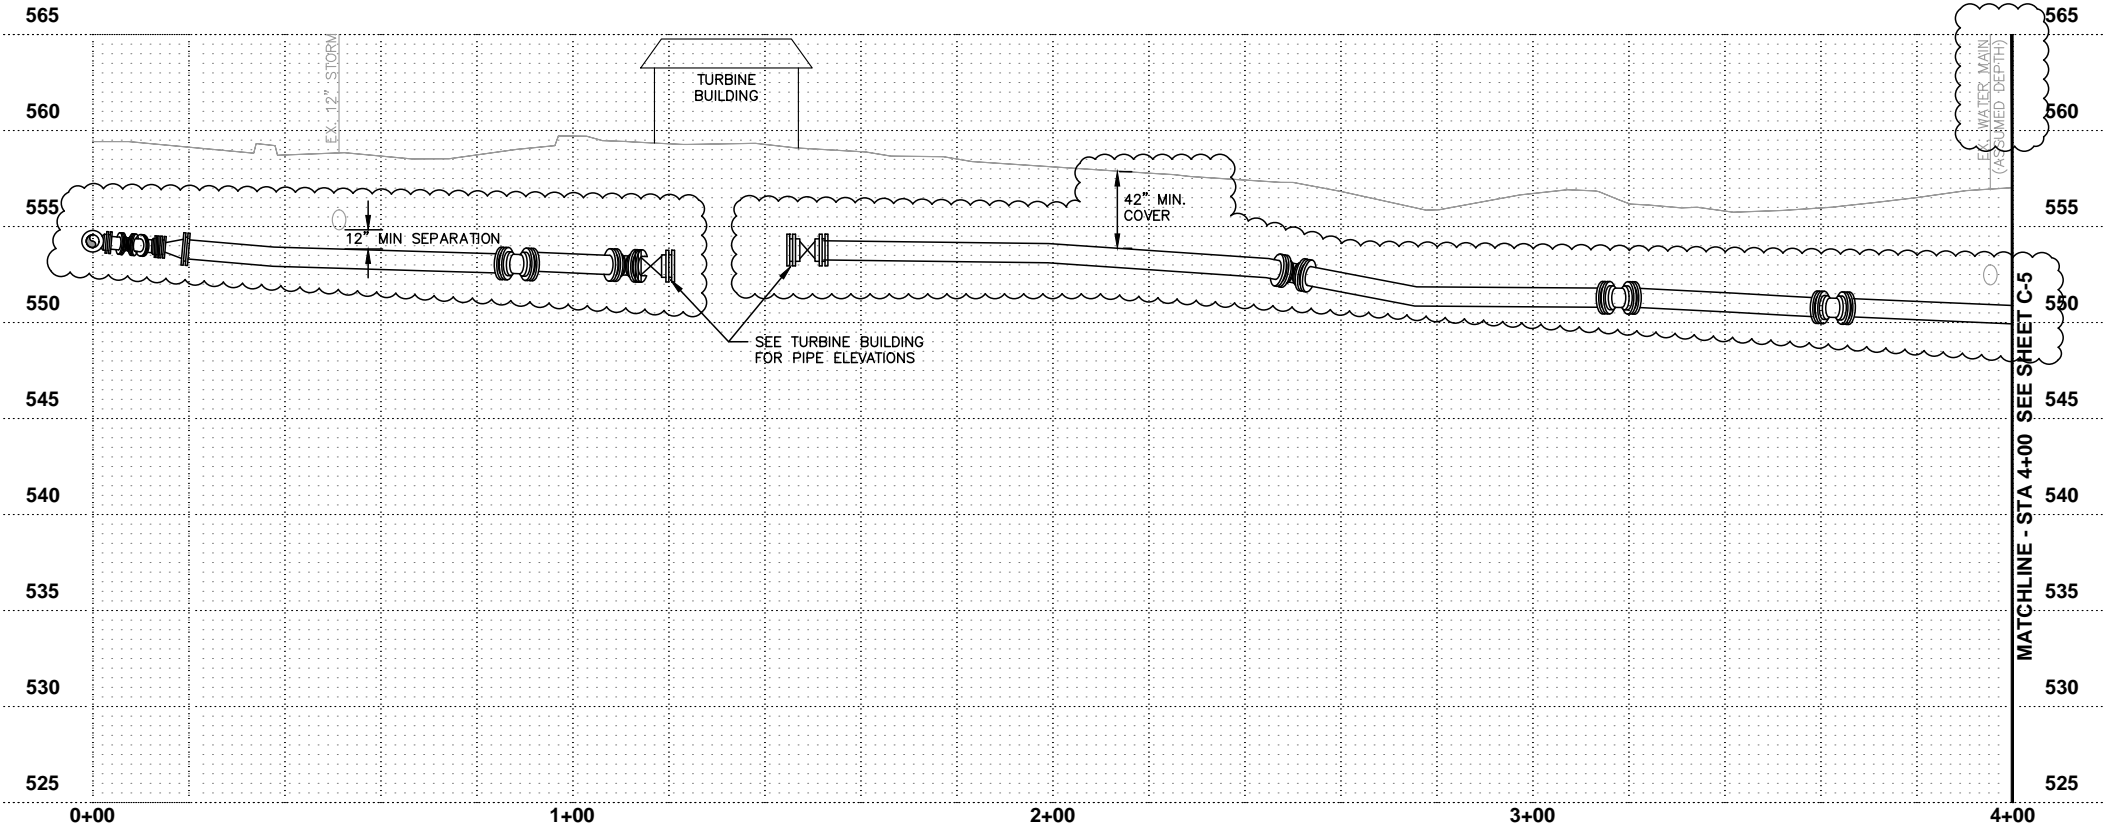 565
565
EX. 12" STORM
TURBINE
BUILDING
EX. WATER MAIN
(ASSUMED DEPTH)
560
560
555
555
42" MIN.
COVER
12" MIN SEPARATION
550
550
SEE TURBINE BUILDING
FOR PIPE ELEVATIONS
MATCHLINE - STA 4+00 SEE SHEET C-5
545
545
540
540
535
535
530
530
525
525
0+00
1+00
2+00
3+00
4+00